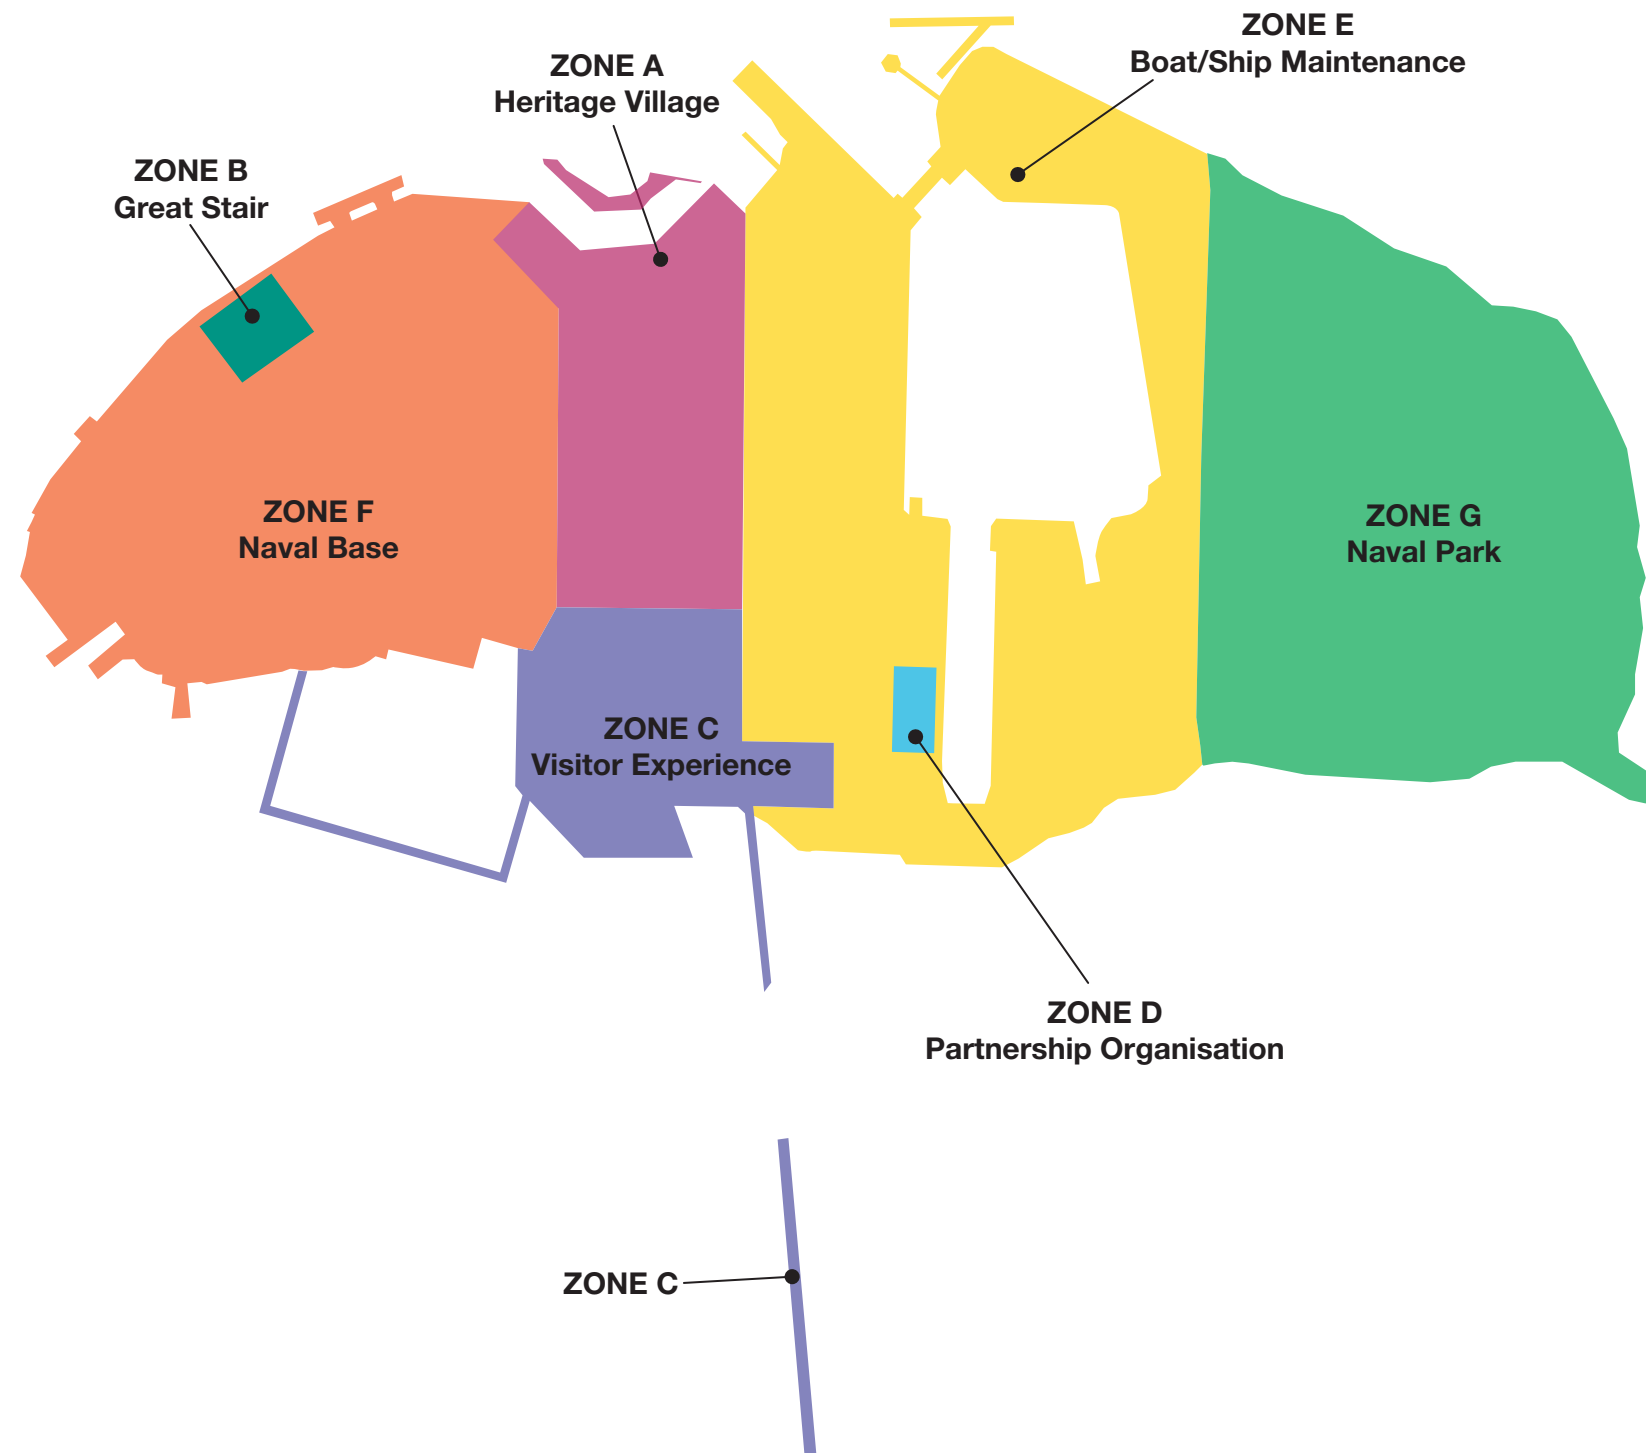 ZONE E
Boat/Ship Maintenance
ZONE A
Heritage Village
ZONE B
Great Stair
ZONE F
Naval Base
ZONE G
Naval Park
ZONE C
Visitor Experience
ZONE D
Partnership Organisation
ZONE C